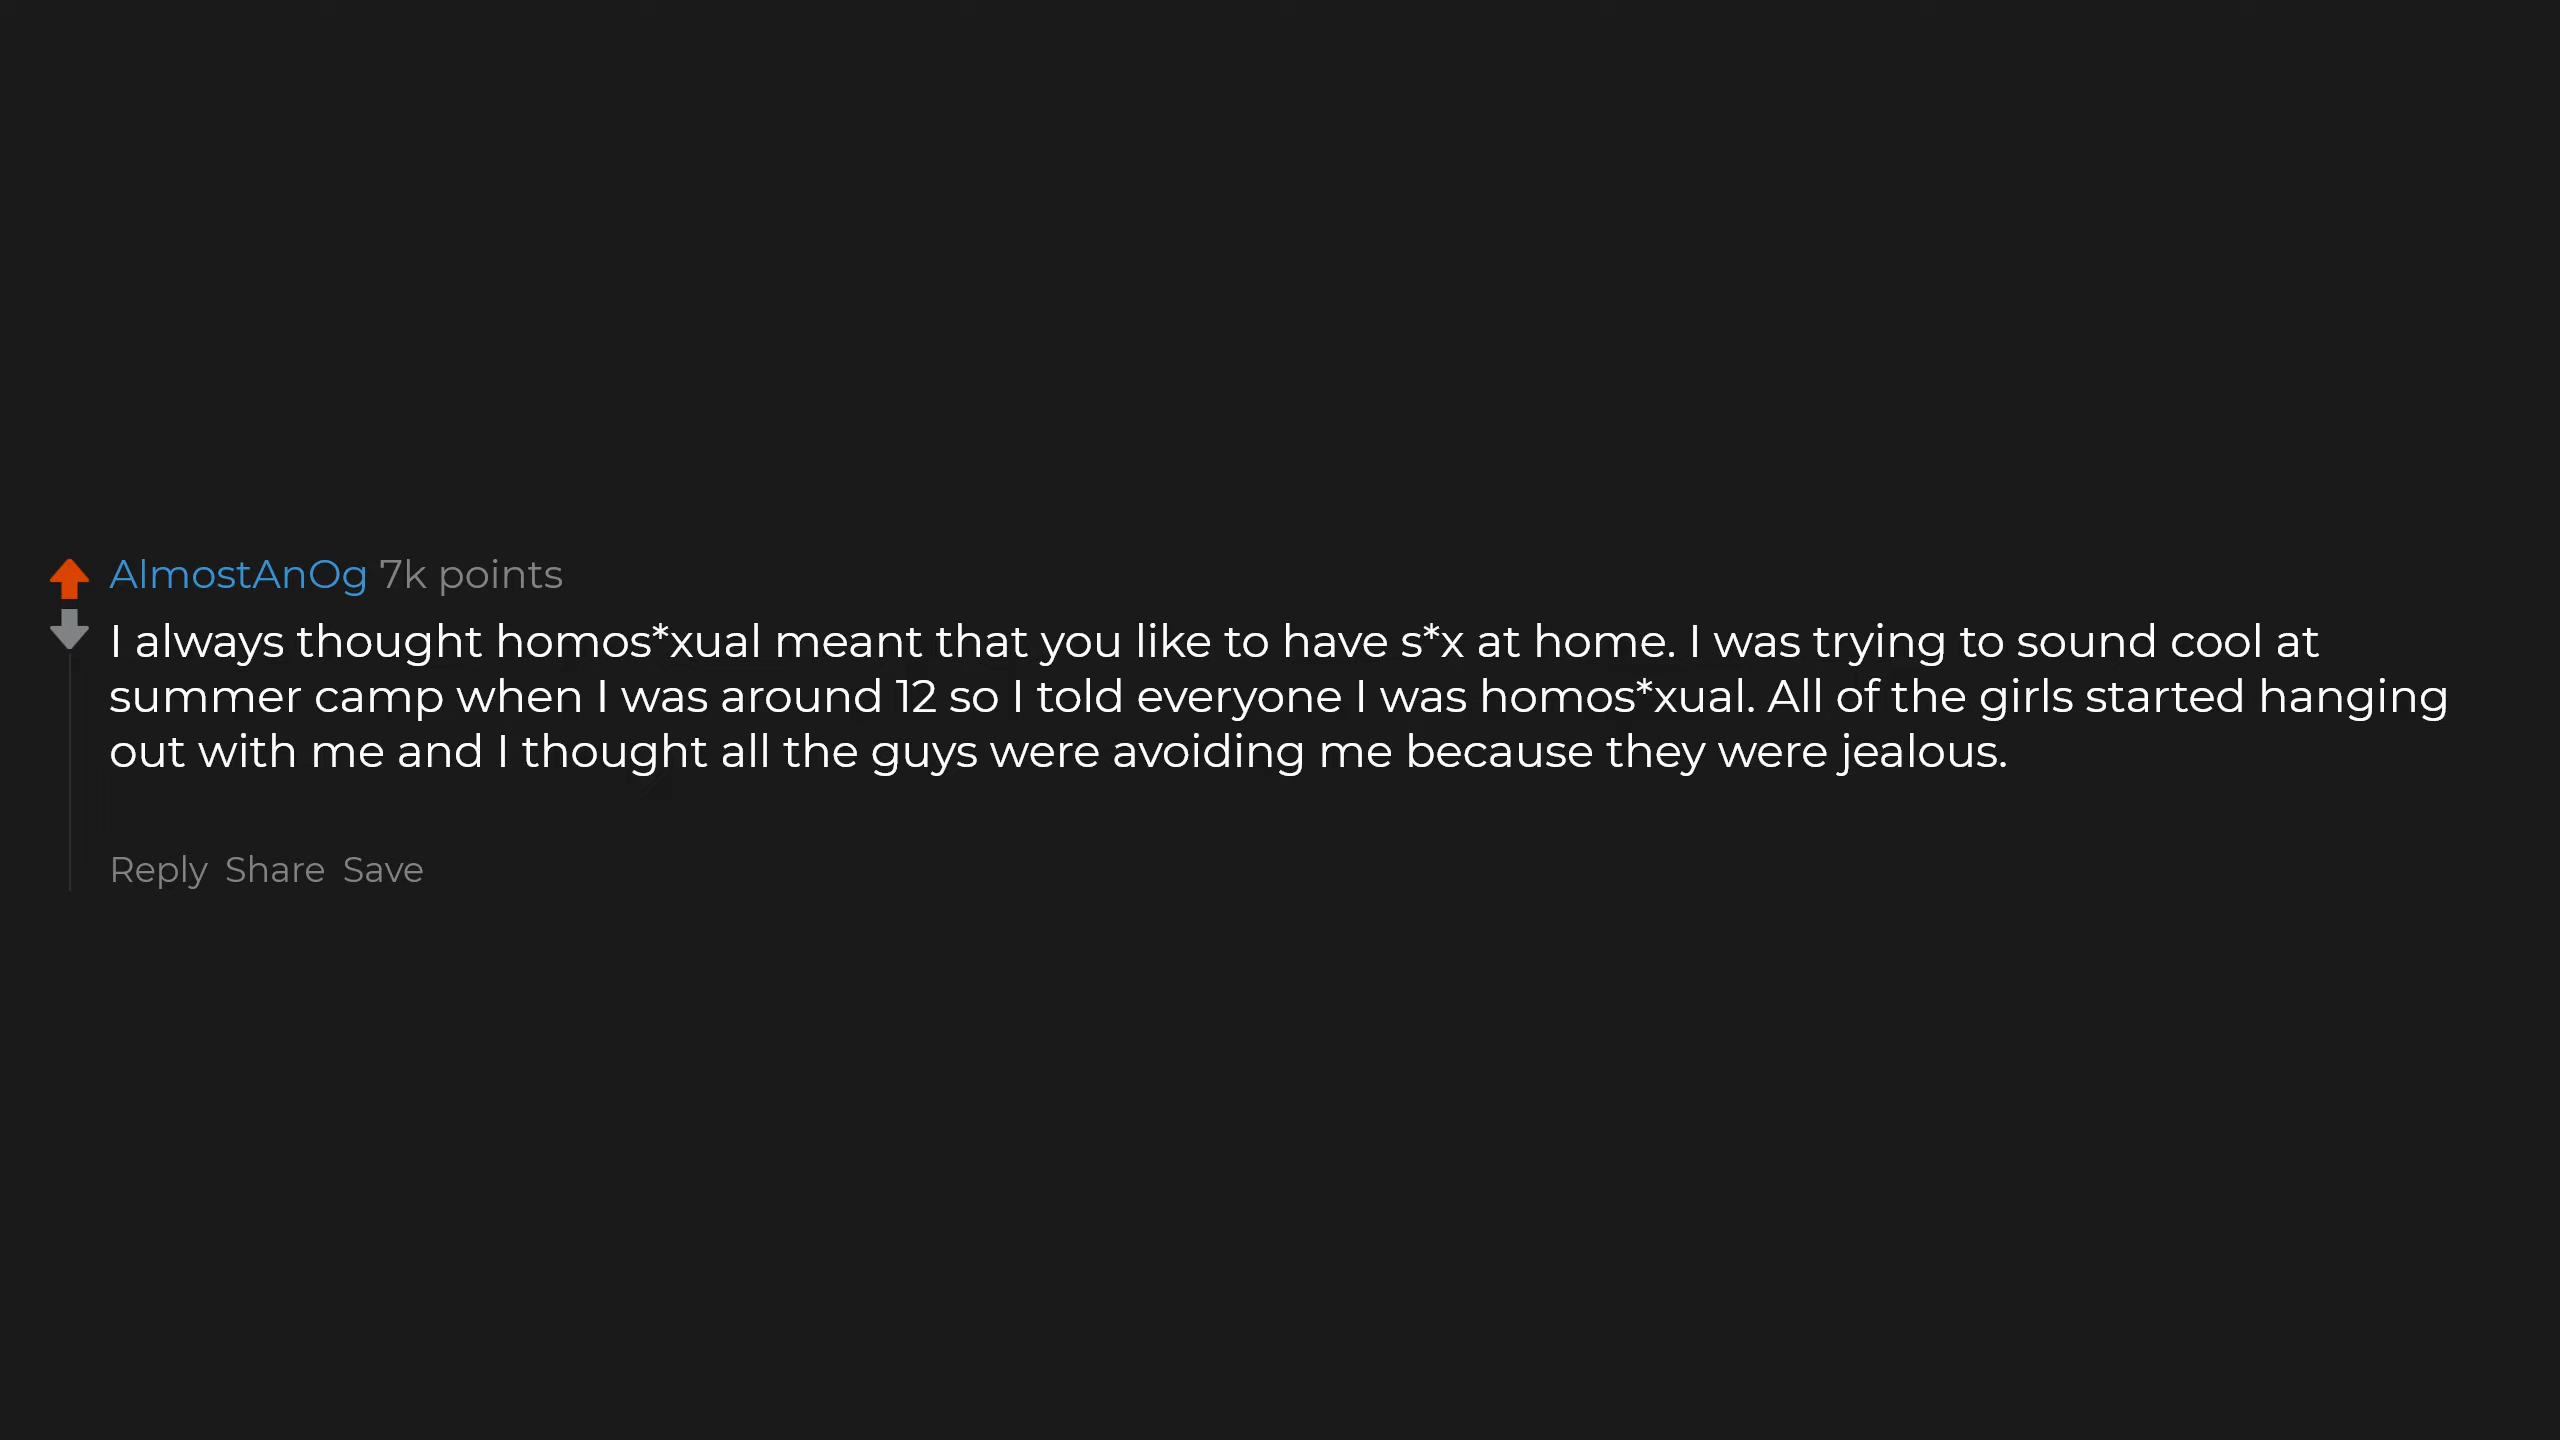 AlmostAnOg 7k points
I always thought homos*xual meant that you like to have s*x at home. I was trying to sound cool at
summer camp when I was around 12 so I told everyone I was homos*xual. All of the girls started hanging
out with me and I thought all the guys were avoiding me because they were jealous.
Reply Share Save